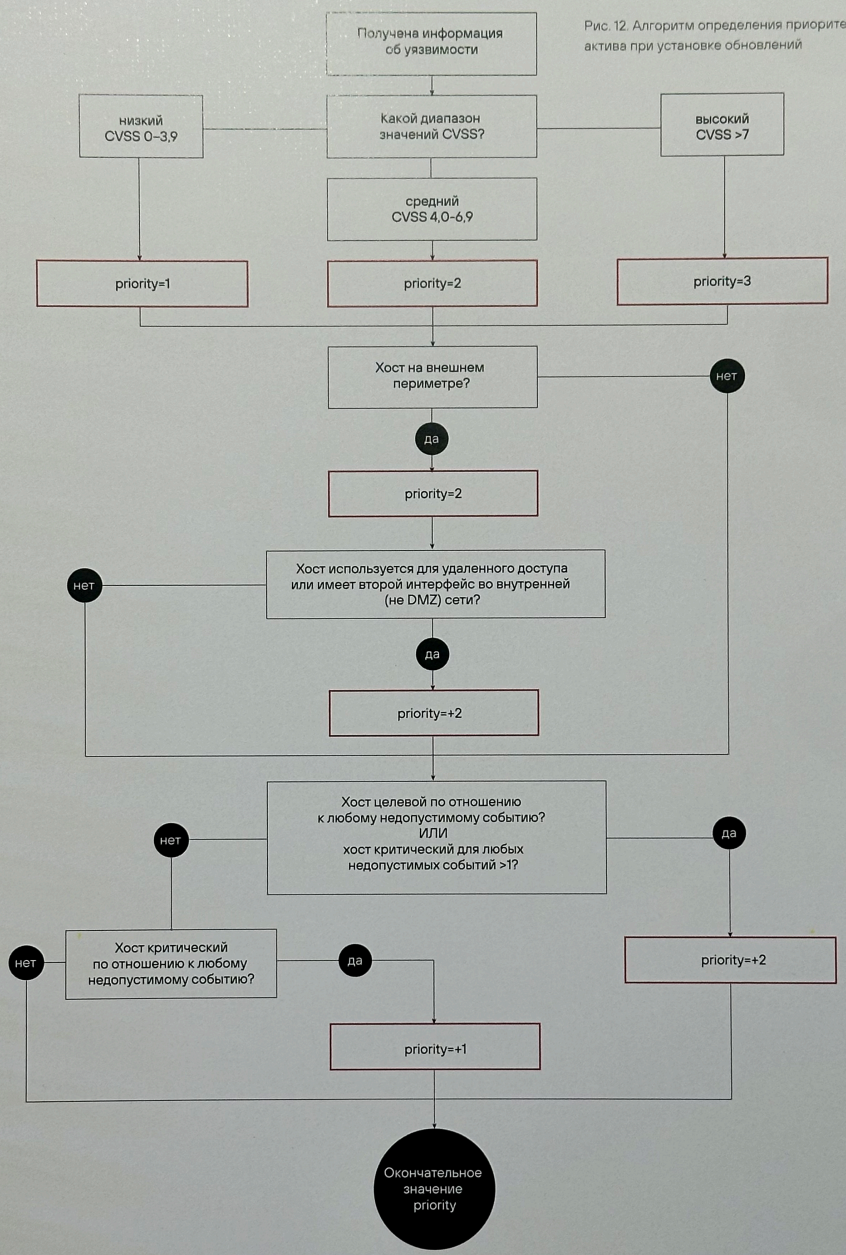 Рис. 12. Алгоритм определения приорите
актива при установке обновлений
Получена информация
об уязвимости
Какой диапазон
значений CVSS?
низкий
CVSS 0–3,9
высокий
CVSS >7
средний
CVSS 4,0-6,9
priority=1
priority=2
priority=3
Хост на внешнем
периметре?
нет
да
priority=2
Хост используется для удаленного доступа
или имеет второй интерфейс во внутренней
(не DMZ) сети?
нет
да
priority=+2
Хост целевой по отношению
к любому недопустимому событию?
ИЛИ
хост критический для любых
недопустимых событий >1?
нет
да
Хост критический
по отношению к любому
недопустимому событию?
нет
да
priority=+2
priority=+1
Окончательное
значение
priority